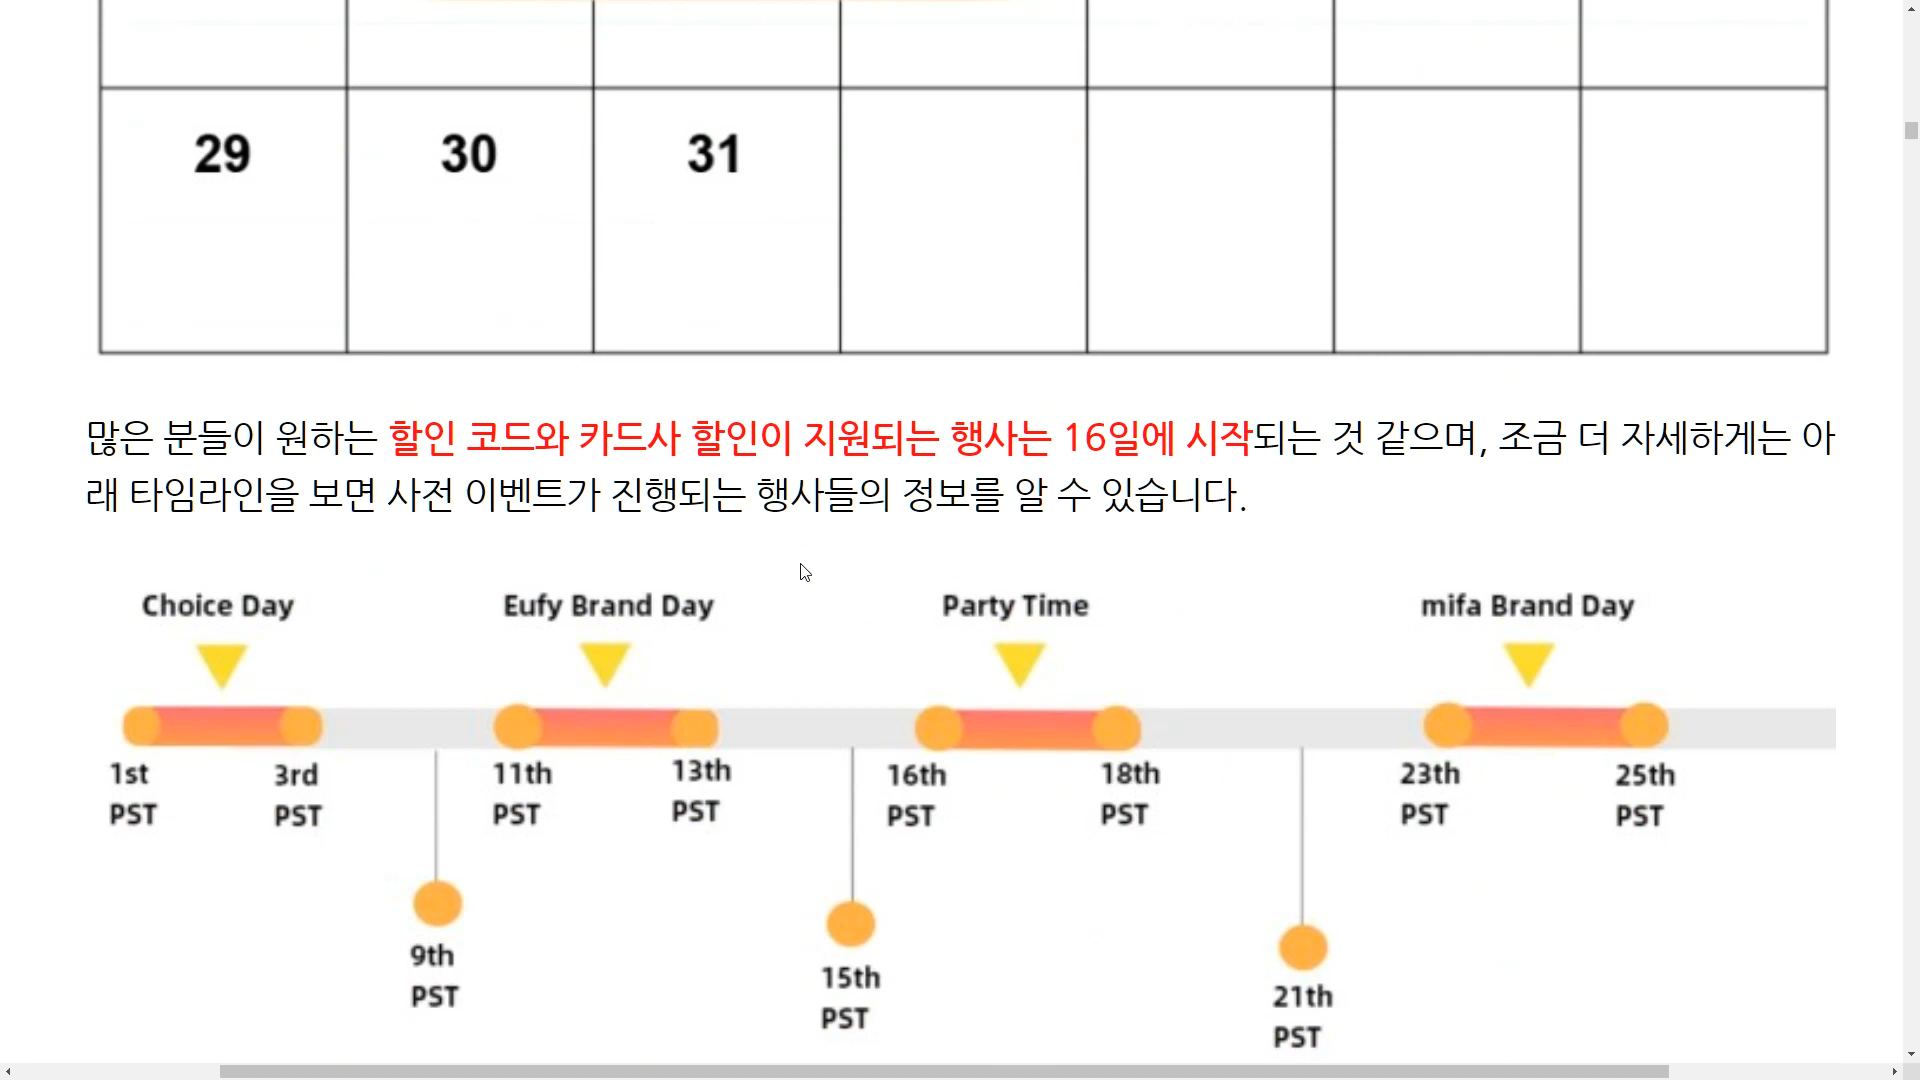 29 30 31
많은 분들이 원하는 할인 코드와 카드사 할인이 지원되는 행사는 16일에 시작되는 것 같으며, 조금 더 자세하게는 아
래 타임라인을 보면 사전 이벤트가 진행되는 행사들의 정보를 알 수 있습니다.
Choice Day Eufy Brand Day Party Time mifa Brand Day
1st 3rd 11th 13th 16th 18th 23th 25th
PST PST PST PST PST PST PST PST
9th 15th 21th
PST PST PST